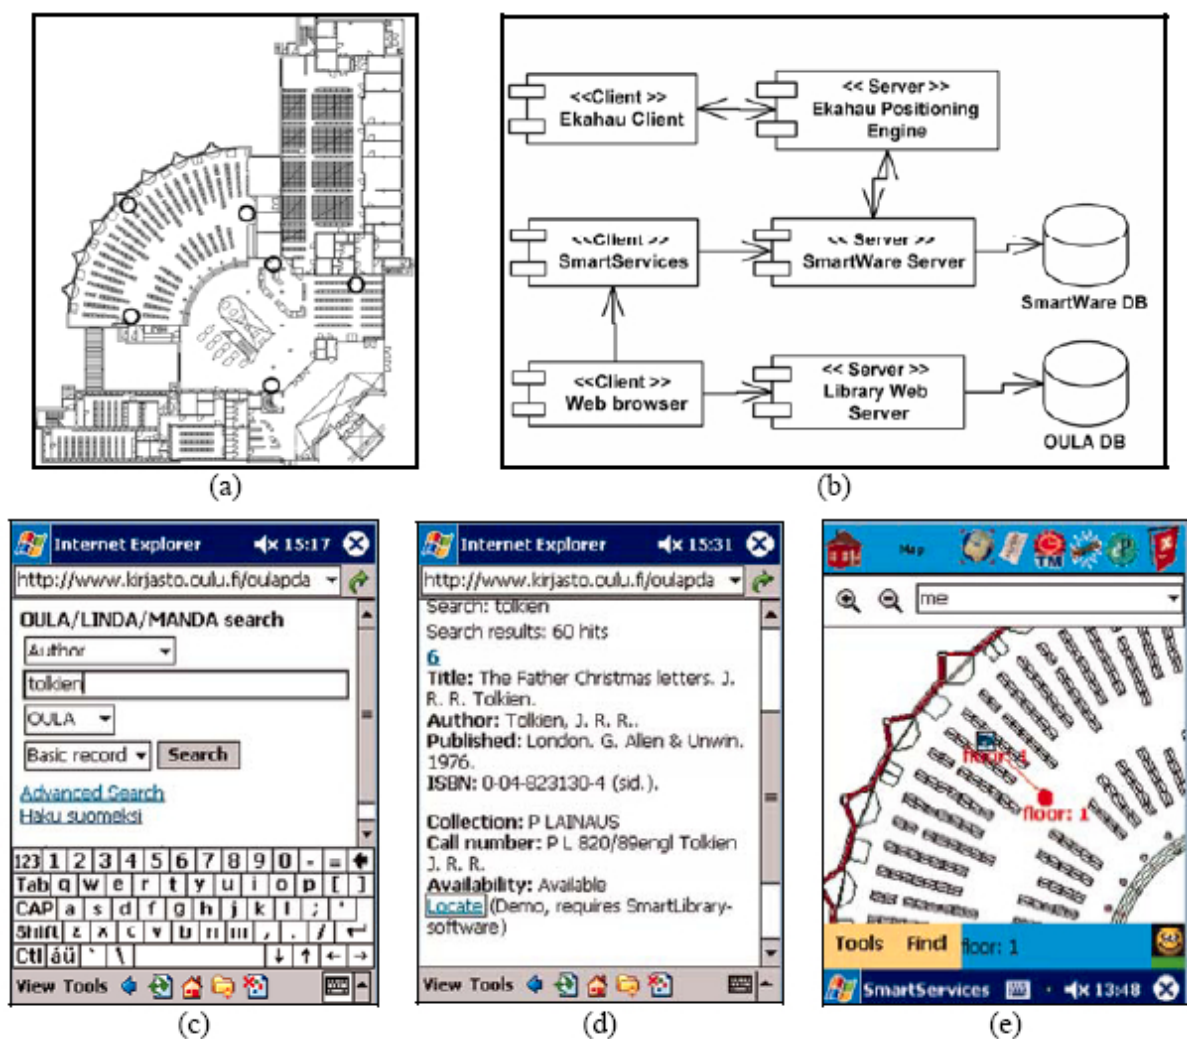 (a)
<<Client >>
Ekahau Client
<< Server >>
Ekahau Positioning
Engine
<<Client >>
SmartServices
<< Server >>
SmartWare Server
SmartWare DB
<<Client >>
Web browser
<< Server >>
Library Web
Server
OULA DB
(b)
Internet Explorer 15:17
http://www.kirjasto.oulu.fi/oulapda
OULA/LINDA/MANDA search
Author
tolkien
OULA
Basic record Search
Advanced Search
Haku suomeksi
123 1 2 3 4 5 6 7 8 9 0 - =
Tab q w e r t y u i o p [ ]
CAP a s d f g h j k l ; '
Shift z x c v b n m , . /
Ctl áü ` \
View Tools
(c)
Internet Explorer 15:31
http://www.kirjasto.oulu.fi/oulapda
Search: tolkien
Search results: 60 hits
6
Title: The Father Christmas letters. J.
R. R. Tolkien.
Author: Tolkien, J. R. R..
Published: London. G. Allen & Unwin.
1976.
ISBN: 0-04-823130-4 (sid.).
Collection: P LAINAUS
Call number: P L 820/89engl Tolkien
J. R. R.
Availability: Available
Locate (Demo, requires SmartLibrary-
software)
View Tools
(d)
Map
TM
me
floor: 1
floor: 1
Tools Find floor: 1
SmartServices 13:48
(e)